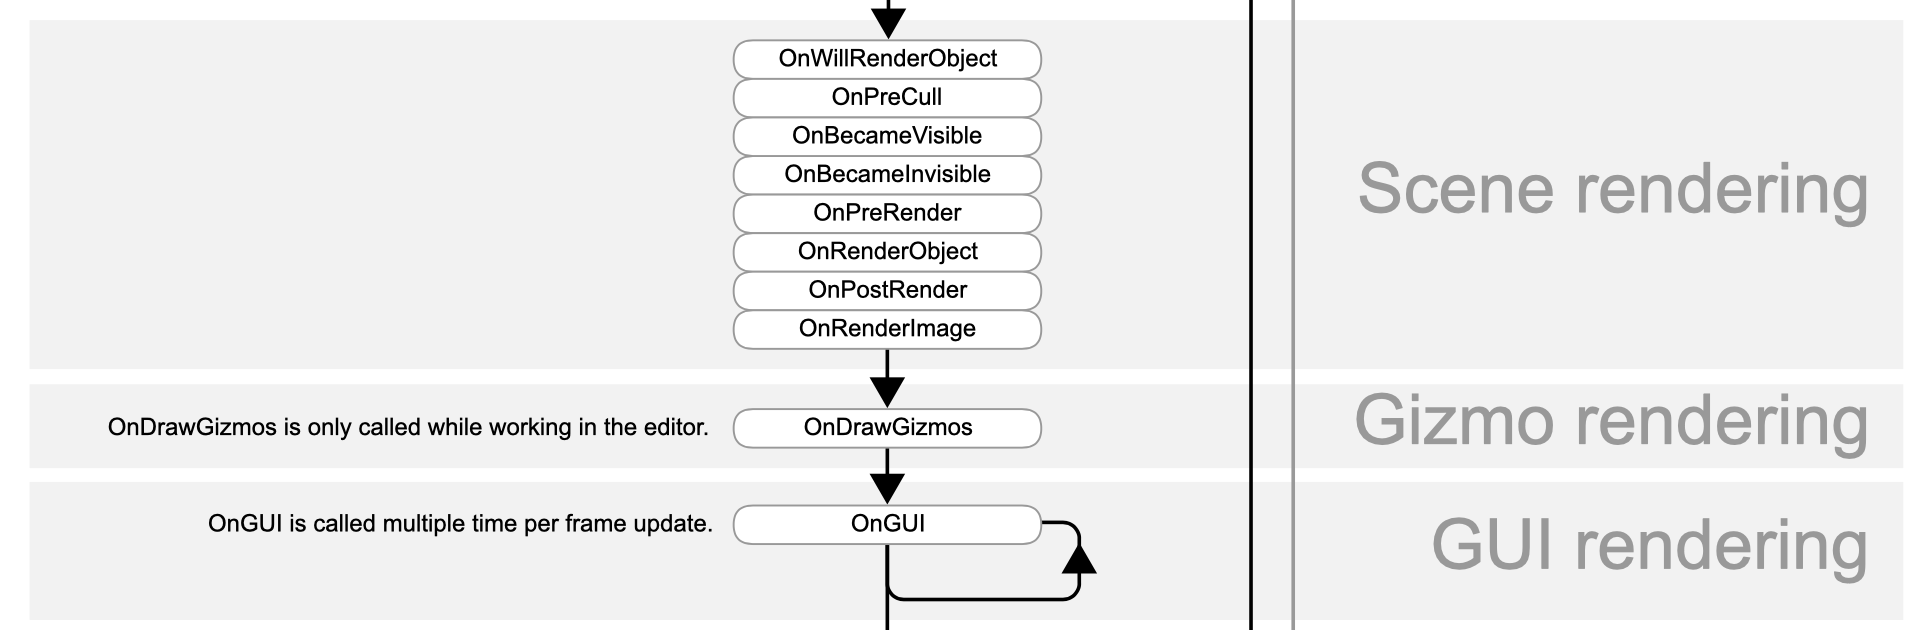 OnWillRenderObject
OnPreCull
OnBecameVisible
OnBecameInvisible
OnPreRender
OnRenderObject
OnPostRender
OnRenderImage
Scene rendering
OnDrawGizmos is only called while working in the editor.
OnDrawGizmos
Gizmo rendering
OnGUI is called multiple time per frame update.
OnGUI
GUI rendering